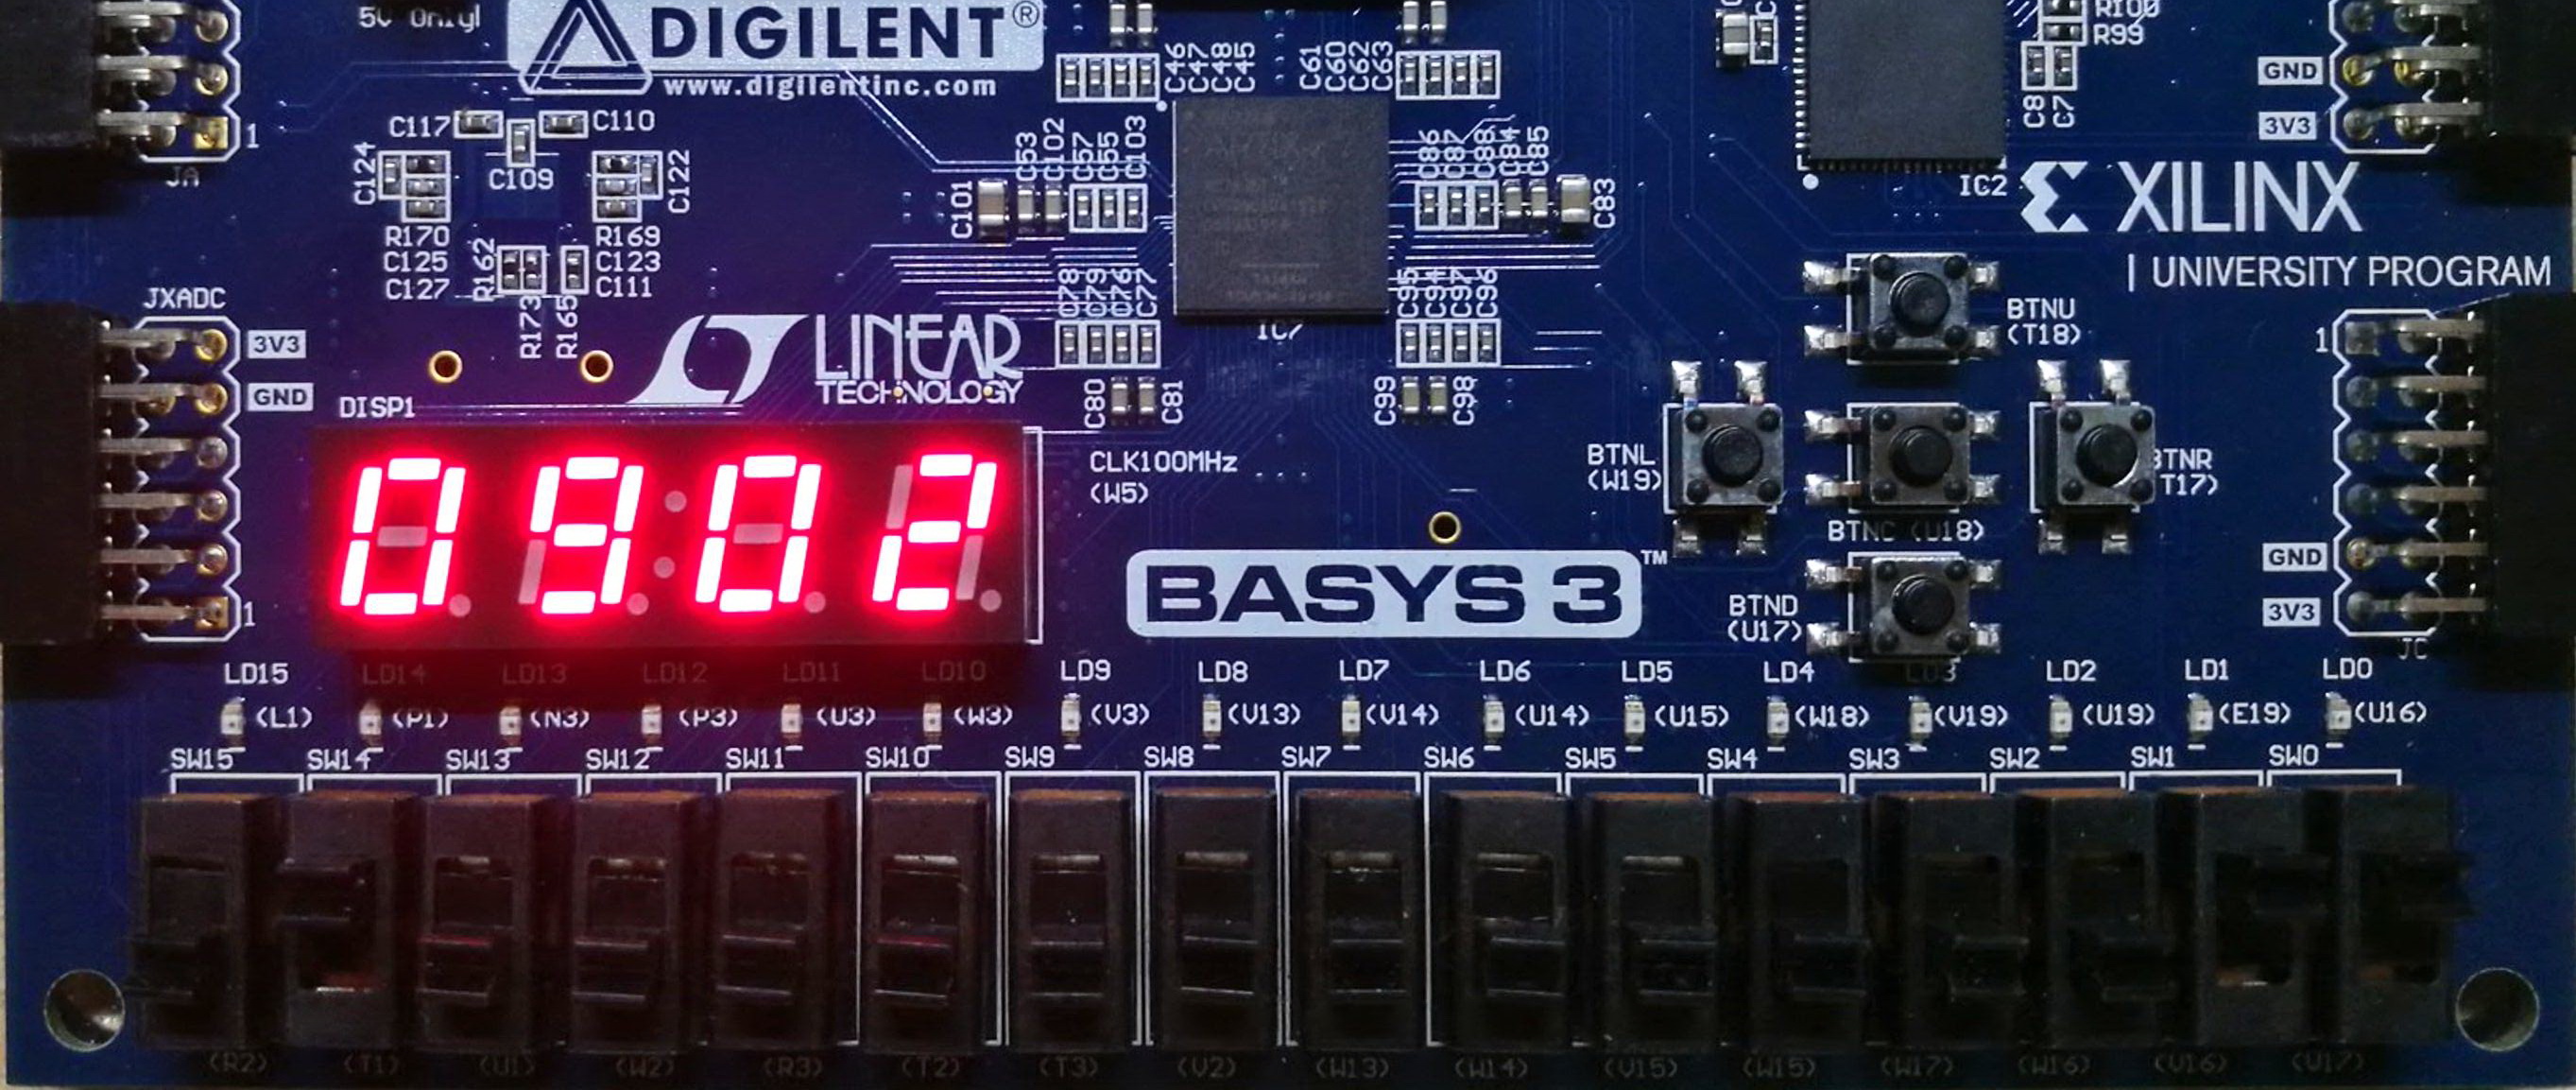 5V Only!
DIGILENT®
www.digilentinc.com
C46
C47
C48
C45
C61
C60
C62
C63
R100
R99
C8
C7
GND
3V3
C117
C110
C109
C124
C122
1
JA
R170
C125
C127
R162
R173
R165
R169
C123
C111
C53
C102
C57
C55
C103
C101
C86
C87
C88
C84
C85
C83
IC2
XILINX
UNIVERSITY PROGRAM
JXADC
3V3
GND
1
C78
C79
C76
C77
IC7
C95
C94
C97
C96
C80
C81
C99
C98
LINEAR
TECHNOLOGY
DISP1
0902
CLK100MHz
(W5)
BASYS 3™
BTNU
(T18)
BTNL
(W19)
BTNR
(T17)
BTNC (U18)
BTND
(U17)
1
GND
3V3
JC
LD15 LD14 LD13 LD12 LD11 LD10 LD9 LD8 LD7 LD6 LD5 LD4 LD3 LD2 LD1 LD0
(L1) (P1) (N3) (P3) (U3) (W3) (V3) (V13) (V14) (U14) (U15) (W18) (V19) (U19) (E19) (U16)
SW15 SW14 SW13 SW12 SW11 SW10 SW9 SW8 SW7 SW6 SW5 SW4 SW3 SW2 SW1 SW0
(R2) (T1) (U1) (W2) (R3) (T2) (T3) (V2) (W13) (W14) (V15) (W15) (W17) (W16) (V16) (V17)